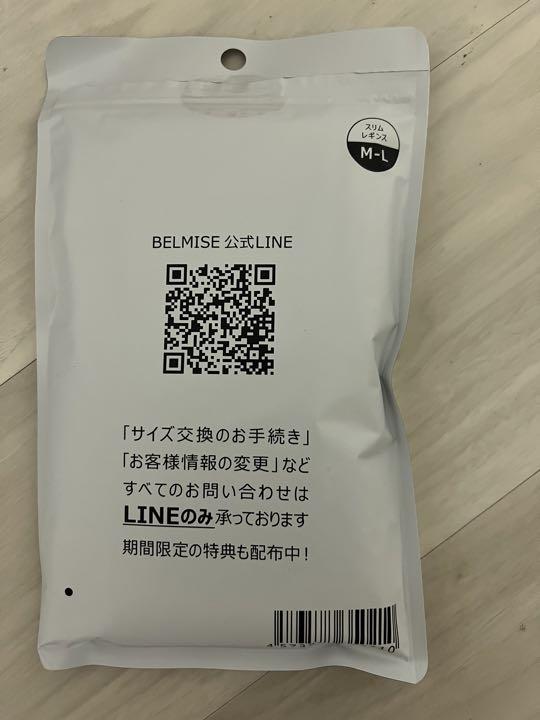 スリム
レギンス
M-L
BELMISE 公式LINE
「サイズ交換のお手続き」
「お客様情報の変更」など
すべてのお問い合わせは
LINEのみ承っております
期間限定の特典も配布中！